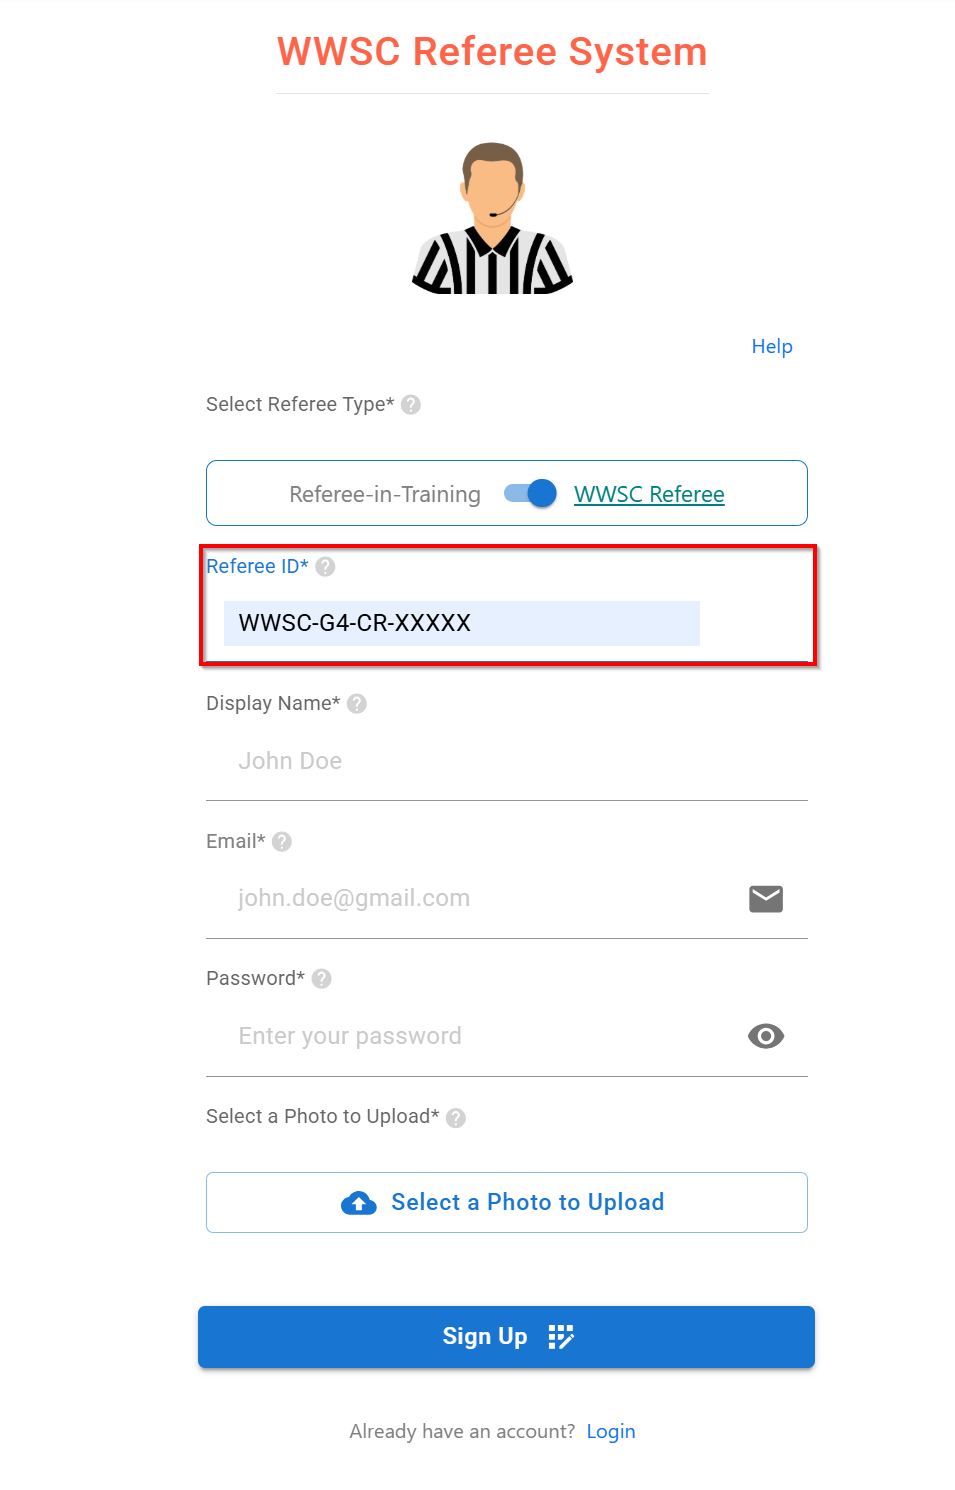 WWSC Referee System
Help
Select Referee Type*
Referee-in-Training WWSC Referee
Referee ID*
WWSC-G4-CR-XXXXX
Display Name*
John Doe
Email*
john.doe@gmail.com
Password*
Enter your password
Select a Photo to Upload*
Select a Photo to Upload
Sign Up
Already have an account? Login